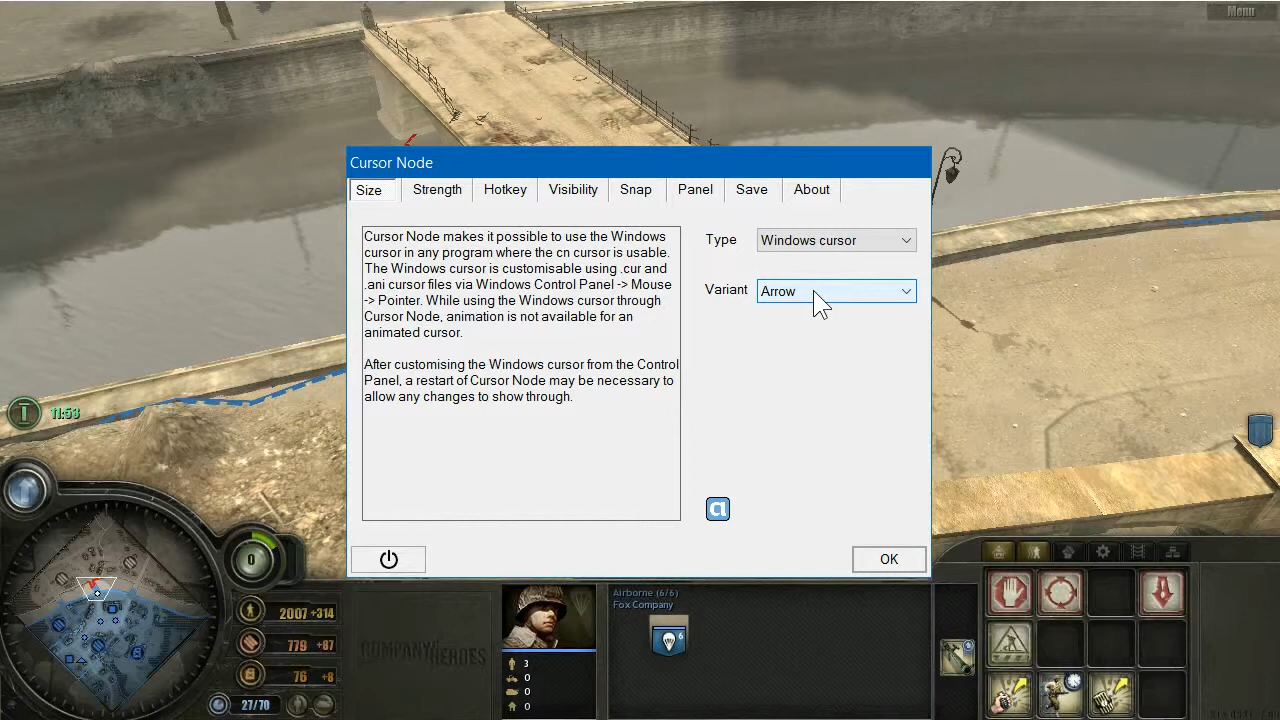 Menu
Cursor Node
Size Strength Hotkey Visibility Snap Panel Save About
Cursor Node makes it possible to use the Windows
cursor in any program where the cn cursor is usable.
The Windows cursor is customisable using .cur and
.ani cursor files via Windows Control Panel -> Mouse
-> Pointer. While using the Windows cursor through
Cursor Node, animation is not available for an
animated cursor.
After customising the Windows cursor from the Control
Panel, a restart of Cursor Node may be necessary to
allow any changes to show through.
Type Windows cursor
Variant Arrow
OK
11:53
0
2007 +314
779 +87
76 +8
27/70
COMPANY HEROES
3
0
0
0
Airborne (6/6)
Fox Company
6